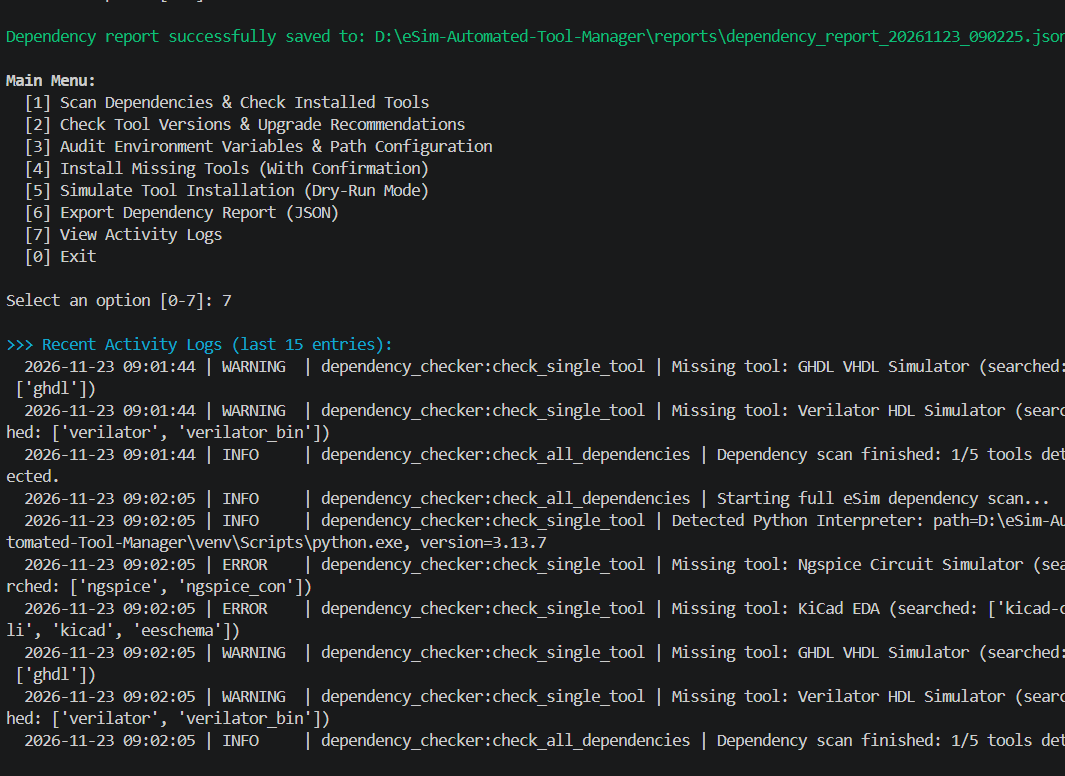 Dependency report successfully saved to: D:\eSim-Automated-Tool-Manager\reports\dependency_report_20261123_090225.json
Main Menu:
[1] Scan Dependencies & Check Installed Tools
[2] Check Tool Versions & Upgrade Recommendations
[3] Audit Environment Variables & Path Configuration
[4] Install Missing Tools (With Confirmation)
[5] Simulate Tool Installation (Dry-Run Mode)
[6] Export Dependency Report (JSON)
[7] View Activity Logs
[0] Exit
Select an option [0-7]: 7
>>> Recent Activity Logs (last 15 entries):
2026-11-23 09:01:44 | WARNING  | dependency_checker:check_single_tool | Missing tool: GHDL VHDL Simulator (searched:
['ghdl'])
2026-11-23 09:01:44 | WARNING  | dependency_checker:check_single_tool | Missing tool: Verilator HDL Simulator (searc
hed: ['verilator', 'verilator_bin'])
2026-11-23 09:01:44 | INFO     | dependency_checker:check_all_dependencies | Dependency scan finished: 1/5 tools det
ected.
2026-11-23 09:02:05 | INFO     | dependency_checker:check_all_dependencies | Starting full eSim dependency scan...
2026-11-23 09:02:05 | INFO     | dependency_checker:check_single_tool | Detected Python Interpreter: path=D:\eSim-Au
tomated-Tool-Manager\venv\Scripts\python.exe, version=3.13.7
2026-11-23 09:02:05 | ERROR    | dependency_checker:check_single_tool | Missing tool: Ngspice Circuit Simulator (sea
rched: ['ngspice', 'ngspice_con'])
2026-11-23 09:02:05 | ERROR    | dependency_checker:check_single_tool | Missing tool: KiCad EDA (searched: ['kicad-c
li', 'kicad', 'eeschema'])
2026-11-23 09:02:05 | WARNING  | dependency_checker:check_single_tool | Missing tool: GHDL VHDL Simulator (searched:
['ghdl'])
2026-11-23 09:02:05 | WARNING  | dependency_checker:check_single_tool | Missing tool: Verilator HDL Simulator (searc
hed: ['verilator', 'verilator_bin'])
2026-11-23 09:02:05 | INFO     | dependency_checker:check_all_dependencies | Dependency scan finished: 1/5 tools det